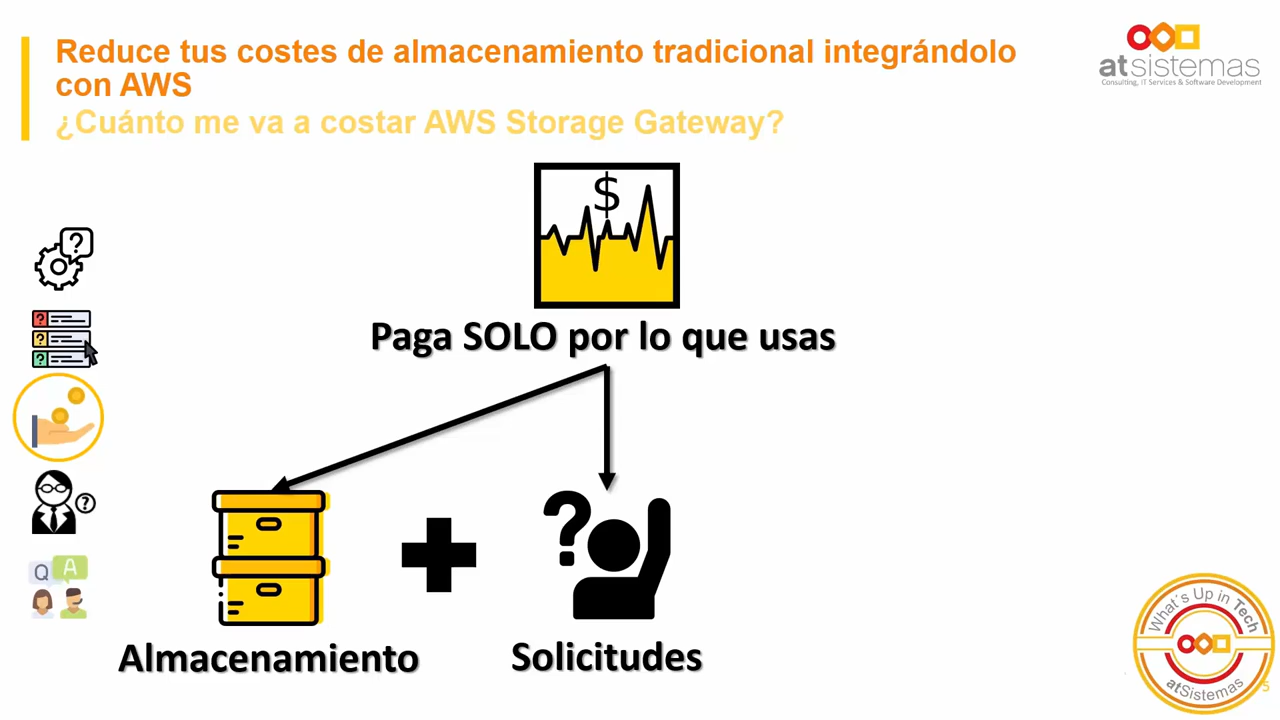 Reduce tus costes de almacenamiento tradicional integrándolo
con AWS
¿Cuánto me va a costar AWS Storage Gateway?
atsistemas
Consulting, IT Services & Software Development
$
Paga SOLO por lo que usas
?
?
?
?
?
Q A
?
Almacenamiento
Solicitudes
What's Up in Tech
atSistemas
5